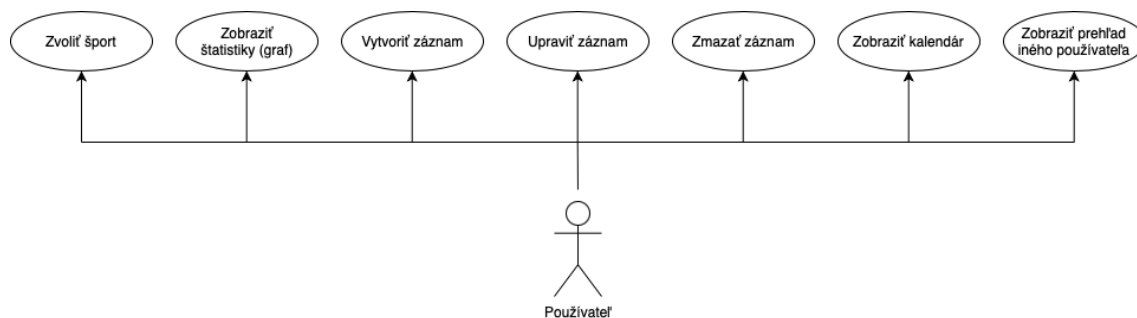 Zvoliť šport
Zobraziť
štatistiky (graf)
Vytvoriť záznam
Upraviť záznam
Zmazať záznam
Zobraziť kalendár
Zobraziť prehľad
iného používateľa
Používateľ